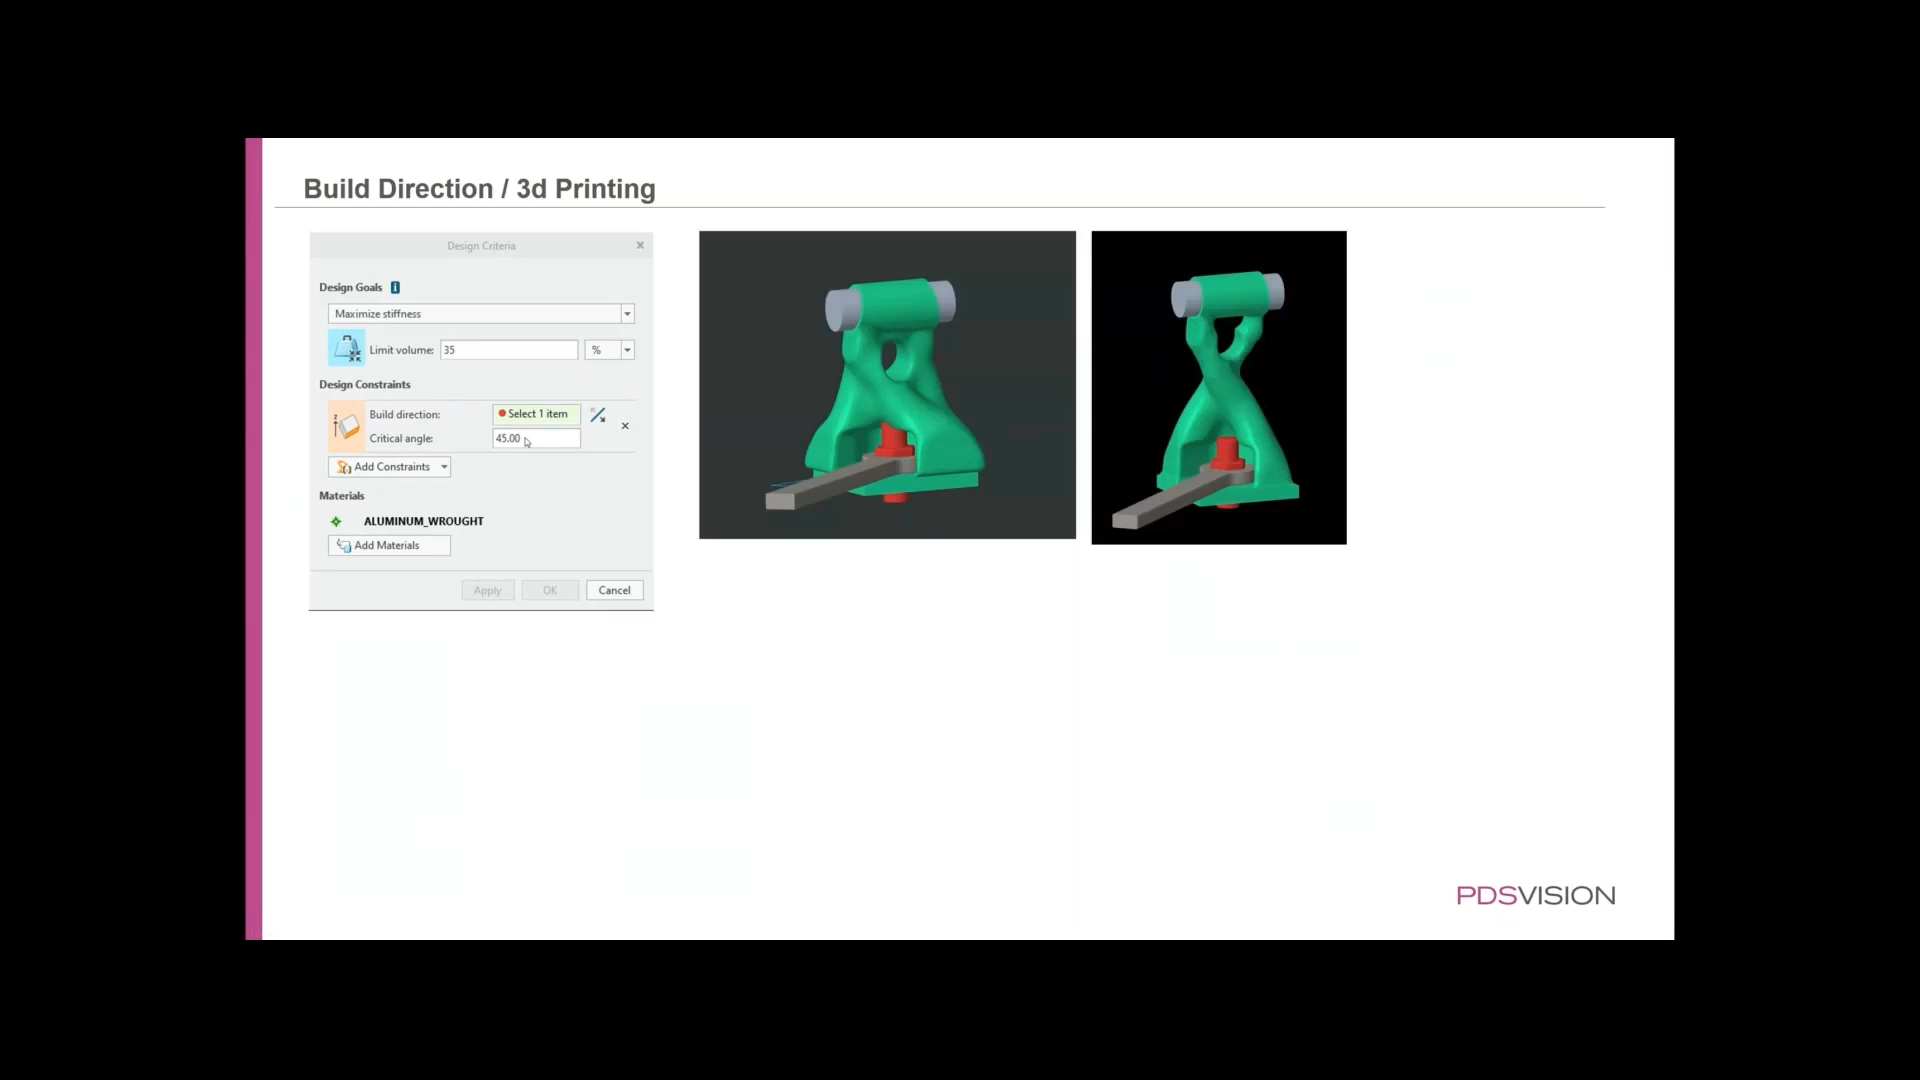 Build Direction / 3d Printing
Design Criteria
Design Goals
Maximize stiffness
Limit volume: 35 %
Design Constraints
Build direction: Select 1 item
Critical angle: 45.00
Add Constraints
Materials
ALUMINUM_WROUGHT
Add Materials
Apply OK Cancel
PDSVISION